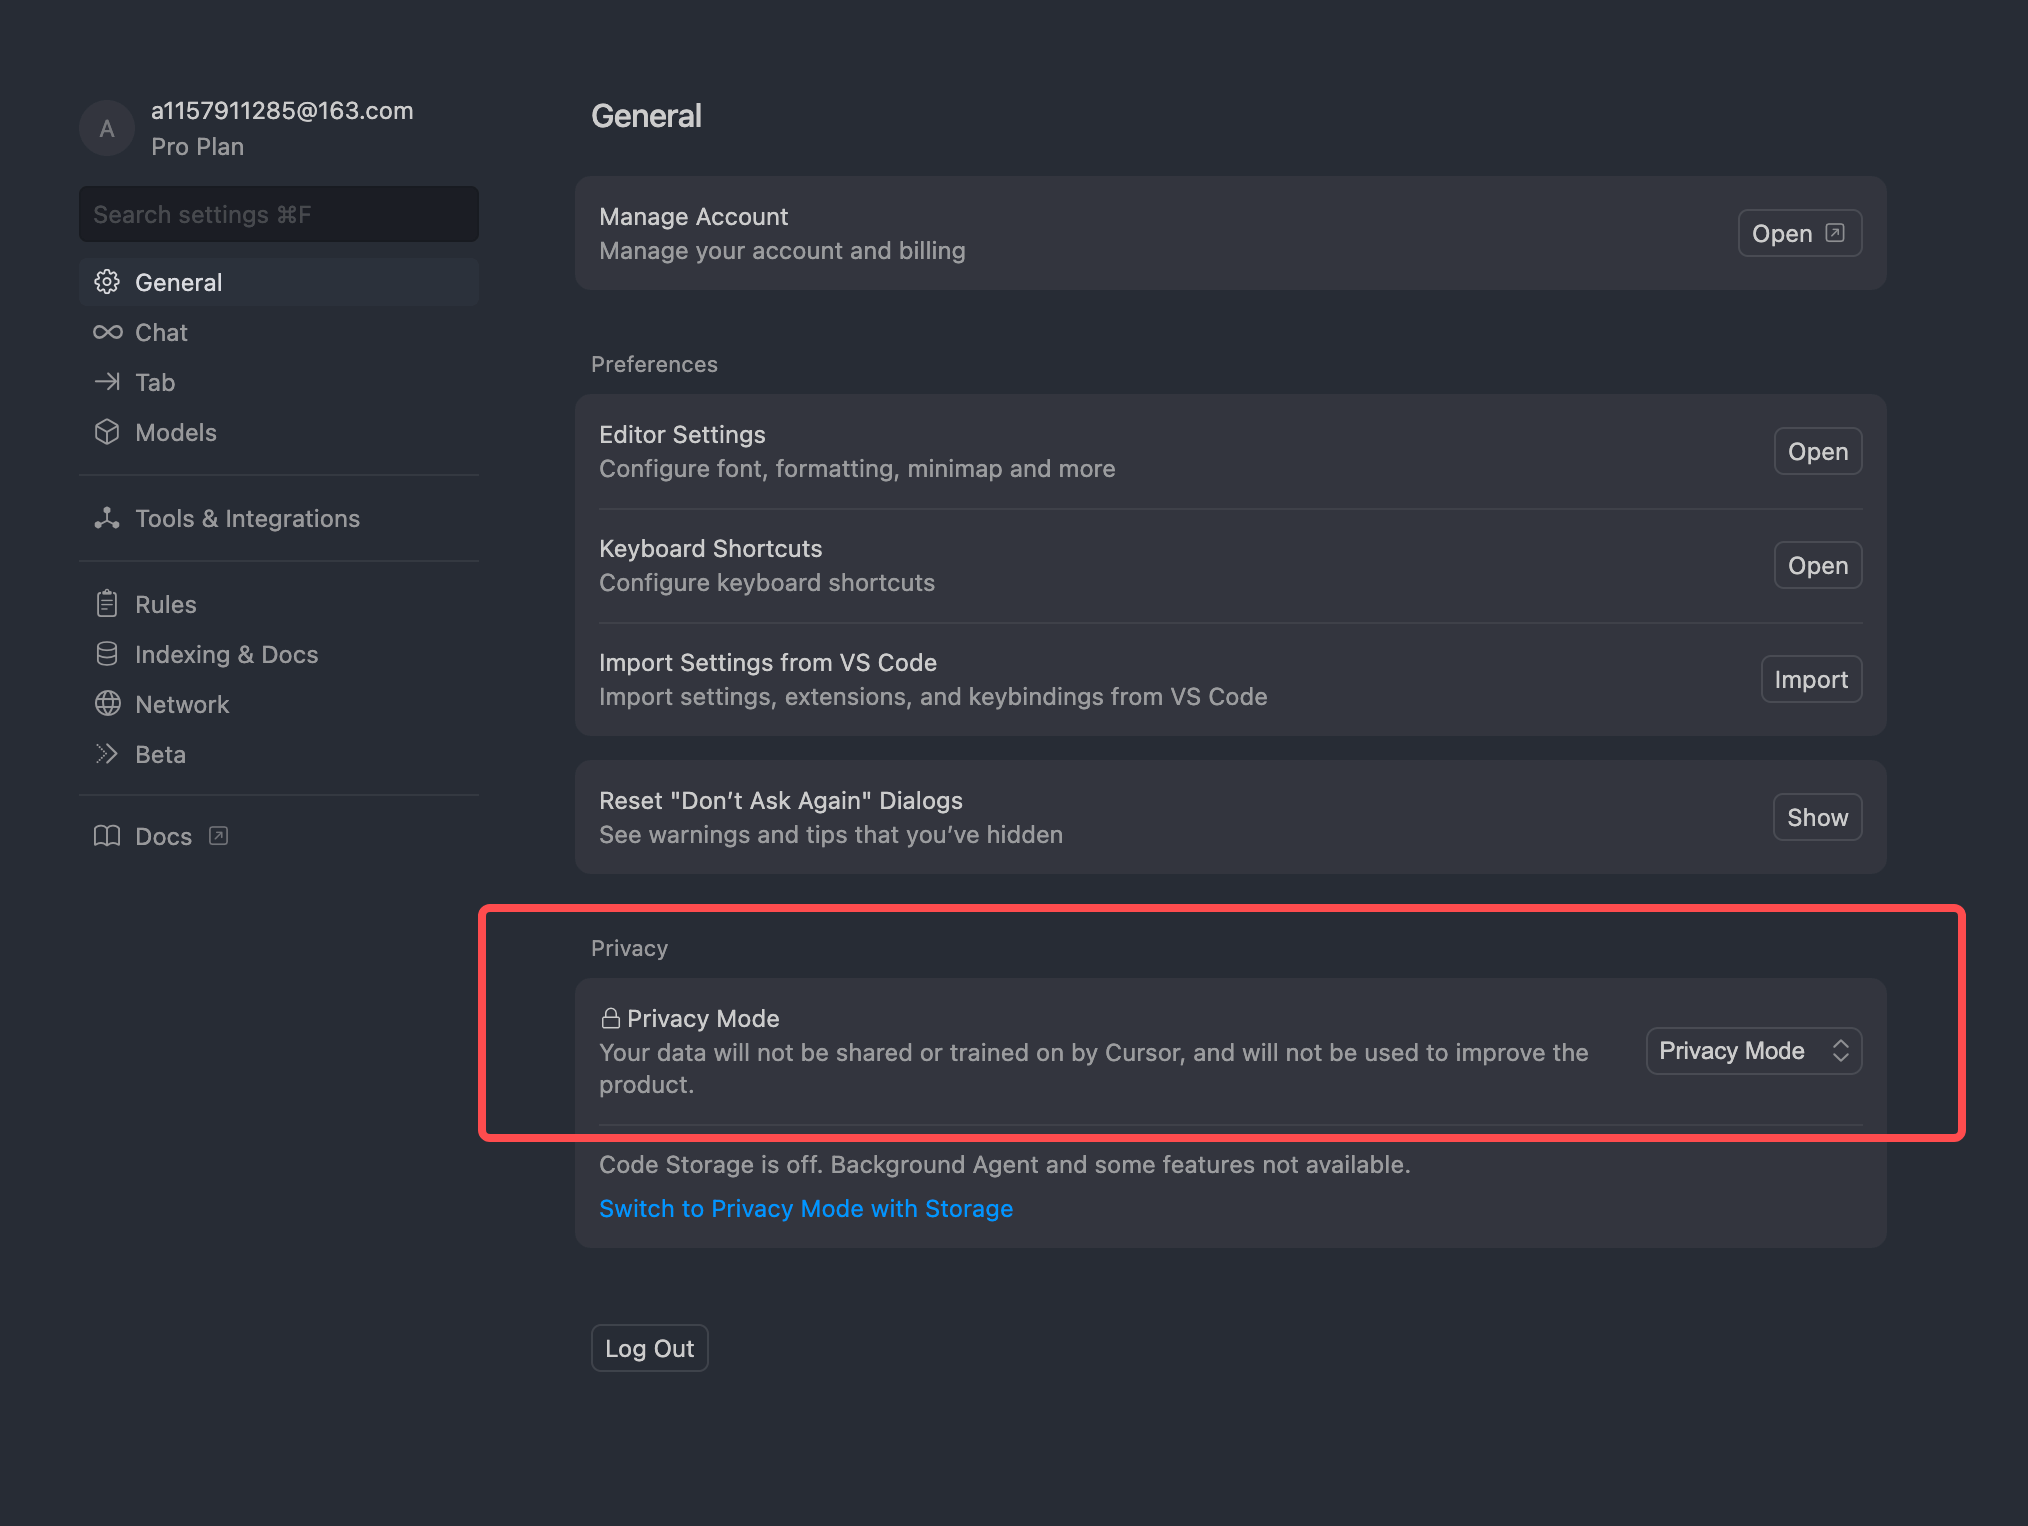 A
a1157911285@163.com
Pro Plan
Search settings ⌘F
General
Chat
Tab
Models
Tools & Integrations
Rules
Indexing & Docs
Network
Beta
Docs
General
Manage Account
Manage your account and billing
Open
Preferences
Editor Settings
Configure font, formatting, minimap and more
Open
Keyboard Shortcuts
Configure keyboard shortcuts
Open
Import Settings from VS Code
Import settings, extensions, and keybindings from VS Code
Import
Reset "Don’t Ask Again" Dialogs
See warnings and tips that you’ve hidden
Show
Privacy
Privacy Mode
Your data will not be shared or trained on by Cursor, and will not be used to improve the
product.
Privacy Mode
Code Storage is off. Background Agent and some features not available.
Switch to Privacy Mode with Storage
Log Out